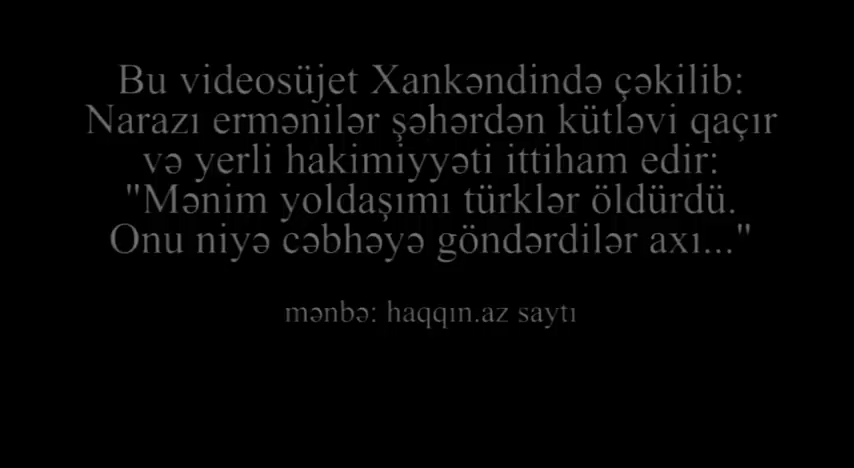 Bu videosüjet Xankəndində çəkilib:
Narazı ermənilər şəhərdən kütləvi qaçır
və yerli hakimiyyəti ittiham edir:
"Mənim yoldaşımı türklər öldürdü.
Onu niyə cəbhəyə göndərdilər axı..."
mənbə: haqqın.az saytı